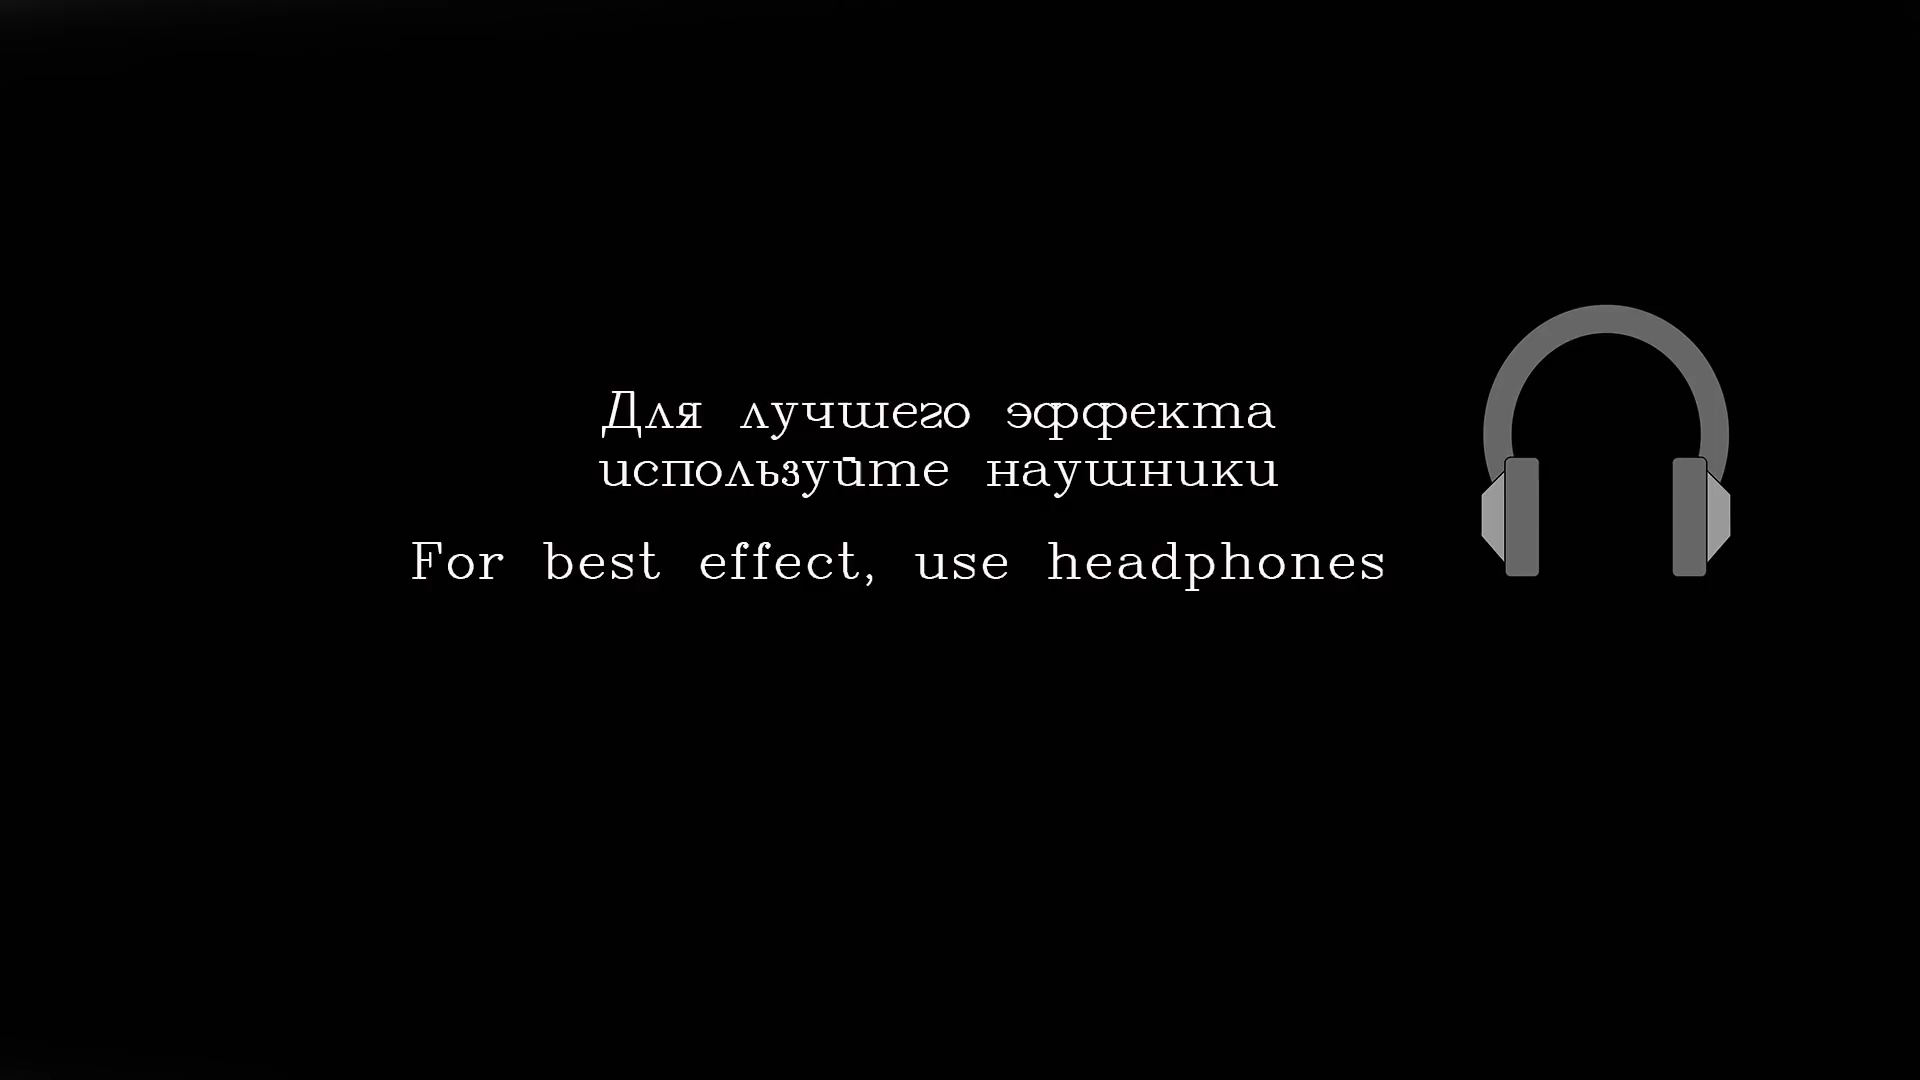 Для лучшего эффекта
используйте наушники
For best effect, use headphones